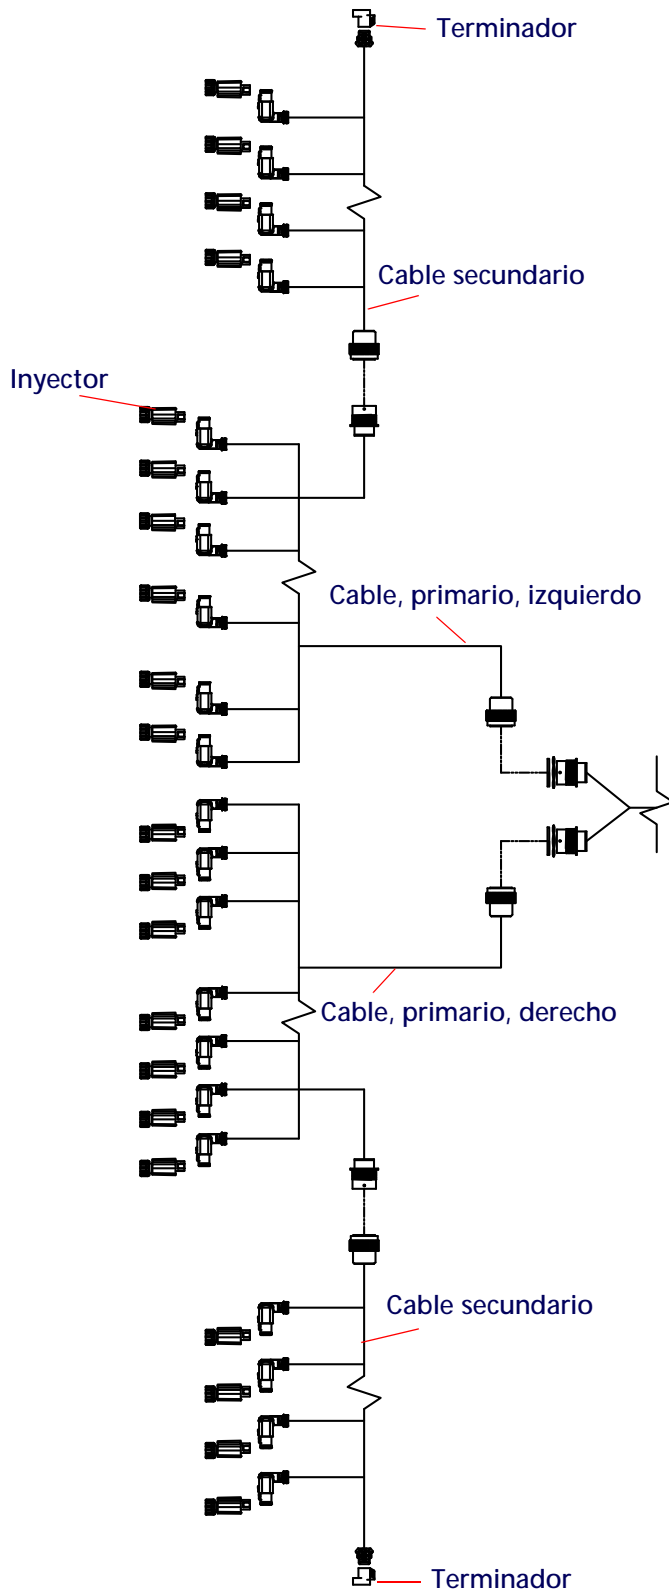 Terminador
Cable secundario
Inyector
Cable, primario, izquierdo
Cable, primario, derecho
Cable secundario
Terminador